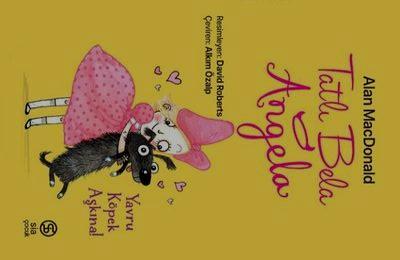 Alan MacDonald
Tatlı Bela
Angela
Resimleyen: David Roberts
Çeviren: Alkım Özalp
Yavru
Köpek
Aşkına!
sia
çocuk